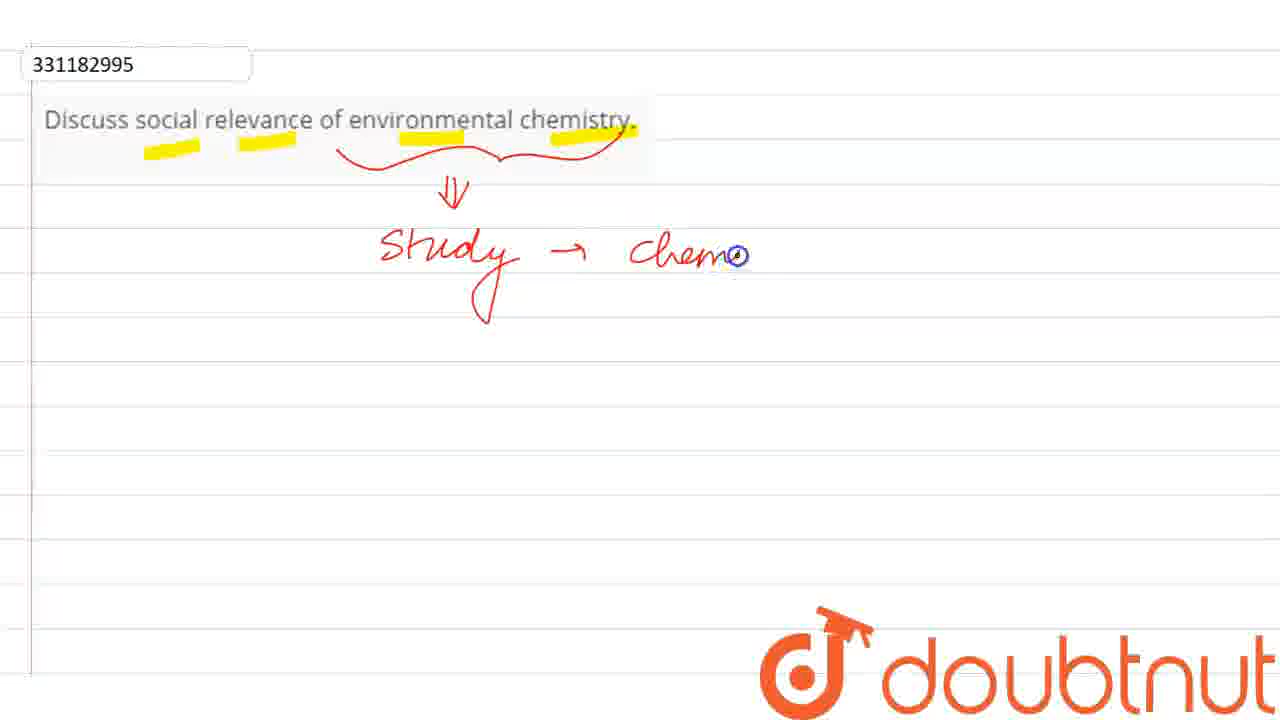 331182995
Discuss social relevance of environmental chemistry.
Study → Chem
doubtnut